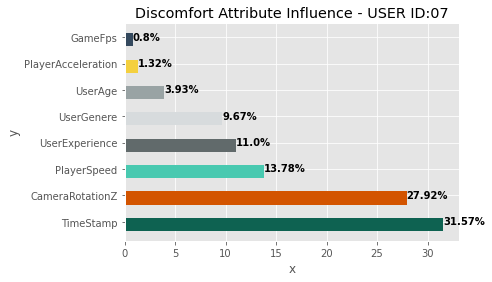 Discomfort Attribute Influence - USER ID:07
GameFps 0.8%
PlayerAcceleration 1.32%
UserAge 3.93%
UserGenere 9.67%
UserExperience 11.0%
PlayerSpeed 13.78%
CameraRotationZ 27.92%
TimeStamp 31.57%
y
0 5 10 15 20 25 30
x